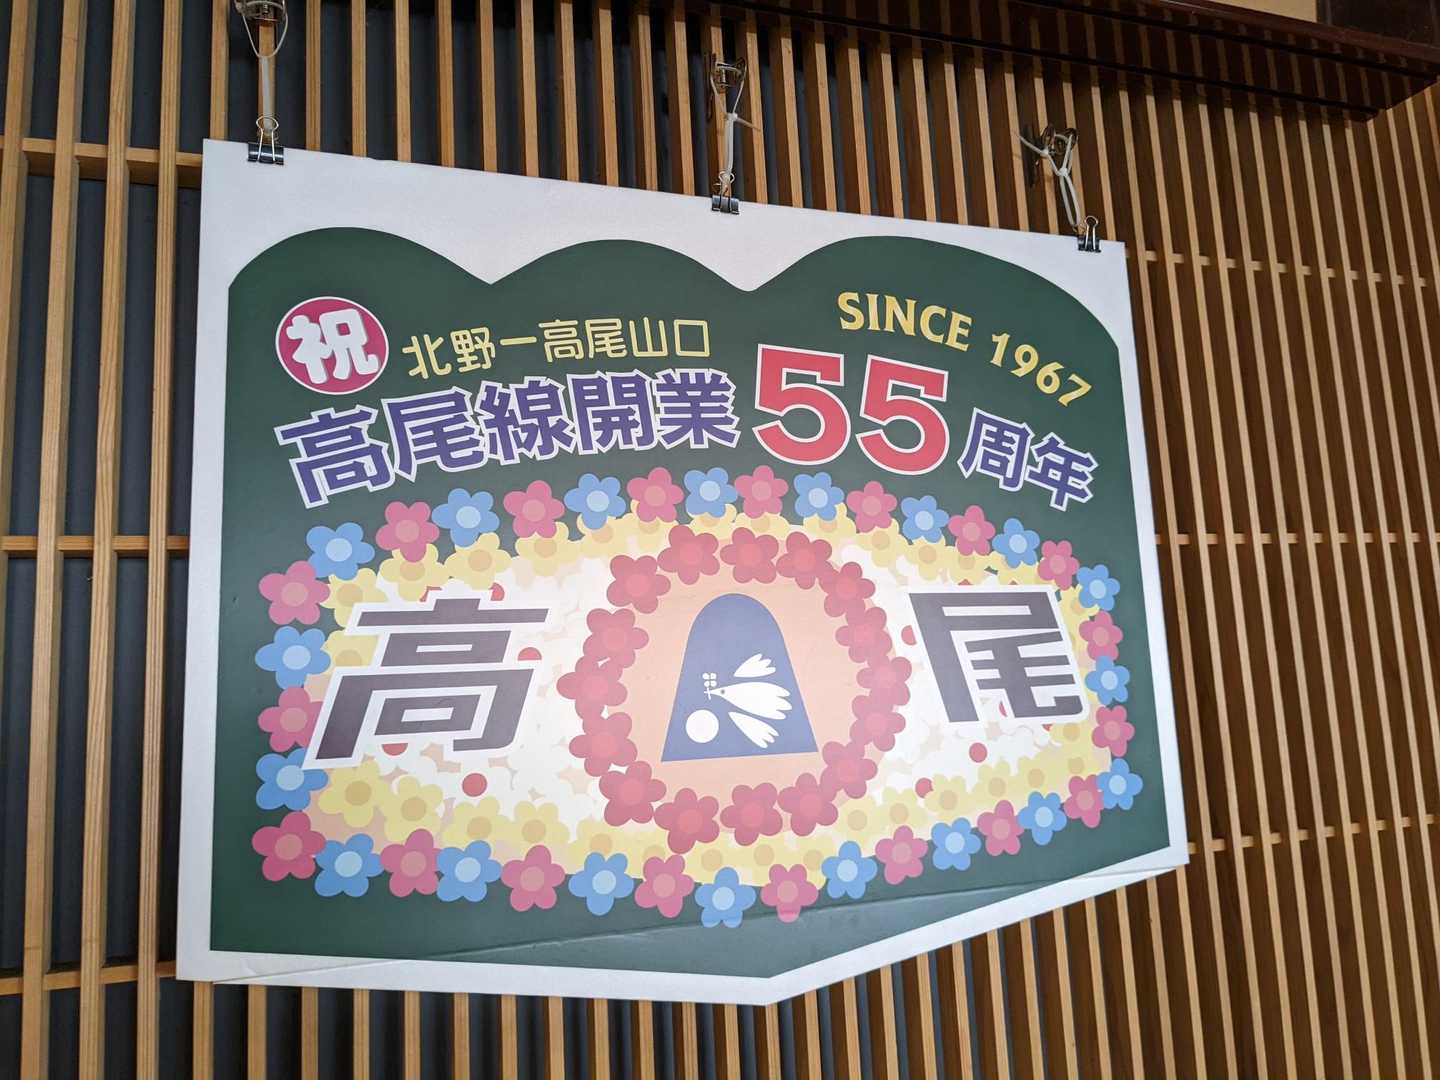 祝
北野ー高尾山口
SINCE 1967
高尾線開業55周年
高尾